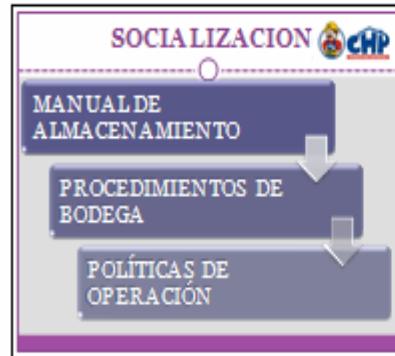 SOCIALIZACION CHP
MANUAL DE
ALMACENAMIENTO
PROCEDIMIENTOS DE
BODEGA
POLÍTICAS DE
OPERACIÓN